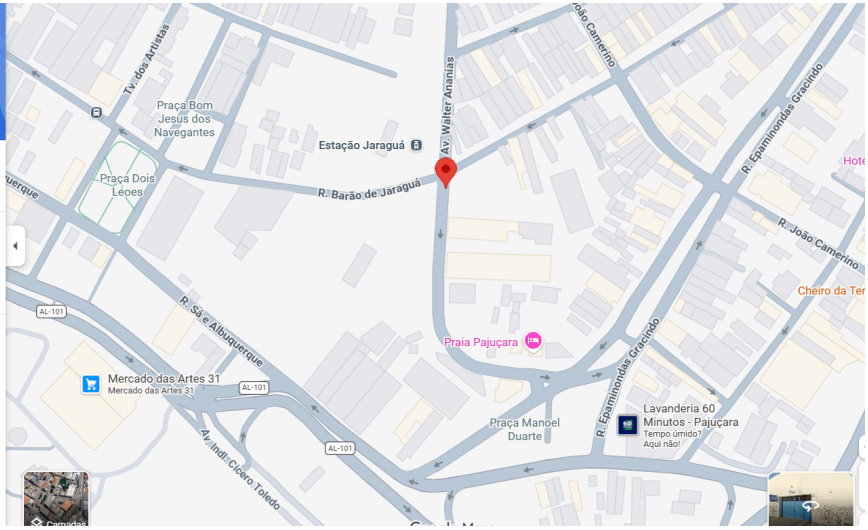 Tv. dos Artistas
João Camerino
Av. Walter Ananias
R. Epaminondas Gracindo
Praça Bom
Jesus dos
Navegantes
Estação Jaraguá
Hote
Praça Dois
Leoes
R. Barão de Jaraguá
uerque
R. João Camerino
Cheiro da Ter
AL-101
R. Sá e Albuquerque
Praia Pajuçara
R. Epaminondas Gracindo
Mercado das Artes 31
Mercado das Artes 31
AL-101
Lavanderia 60
Minutos - Pajuçara
Tempo úmido?
Aqui não!
Praça Manoel
Duarte
Av. Indl. Cícero Toledo
AL-101
Camadas